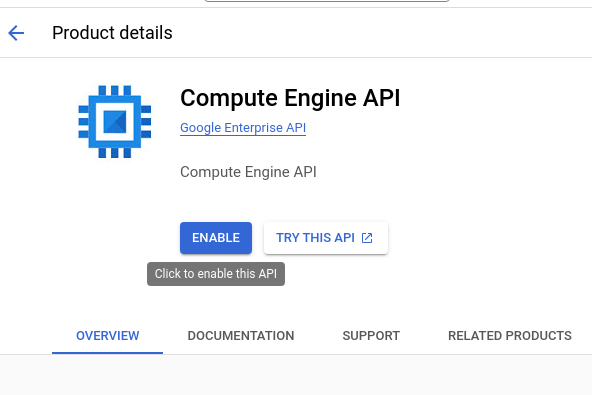 Product details
Compute Engine API
Google Enterprise API
Compute Engine API
ENABLE TRY THIS API
Click to enable this API
OVERVIEW DOCUMENTATION SUPPORT RELATED PRODUCTS